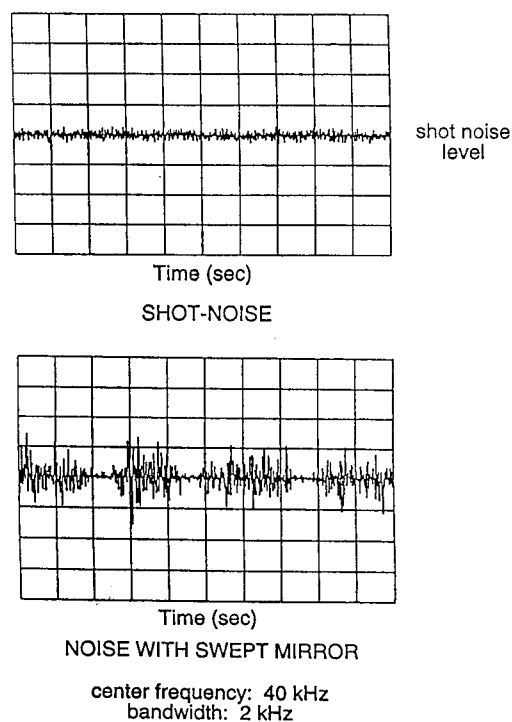 shot noise
level
Time (sec)
SHOT-NOISE
Time (sec)
NOISE WITH SWEPT MIRROR
center frequency: 40 kHz
bandwidth: 2 kHz